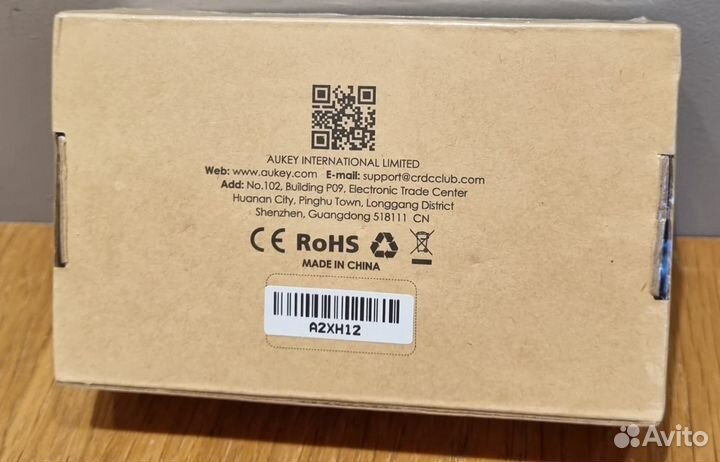 AUKEY INTERNATIONAL LIMITED
Web: www.aukey.com E-mail: support@crdcclub.com
Add: No.102, Building P09, Electronic Trade Center
Huanan City, Pinghu Town, Longgang District
Shenzhen, Guangdong 518111 CN
CE RoHS
MADE IN CHINA
A2XH12
Avito